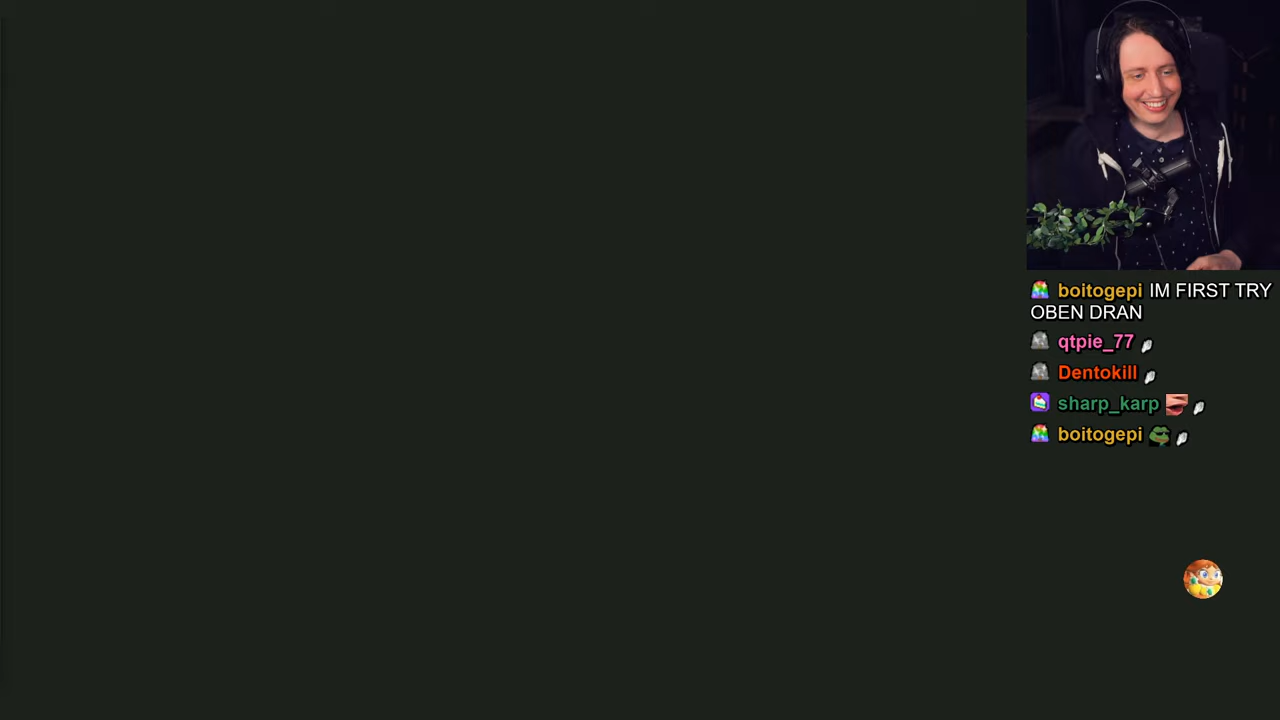 boitogepi IM FIRST TRY
OBEN DRAN
qtpie_77
Dentokill
sharp_karp
boitogepi